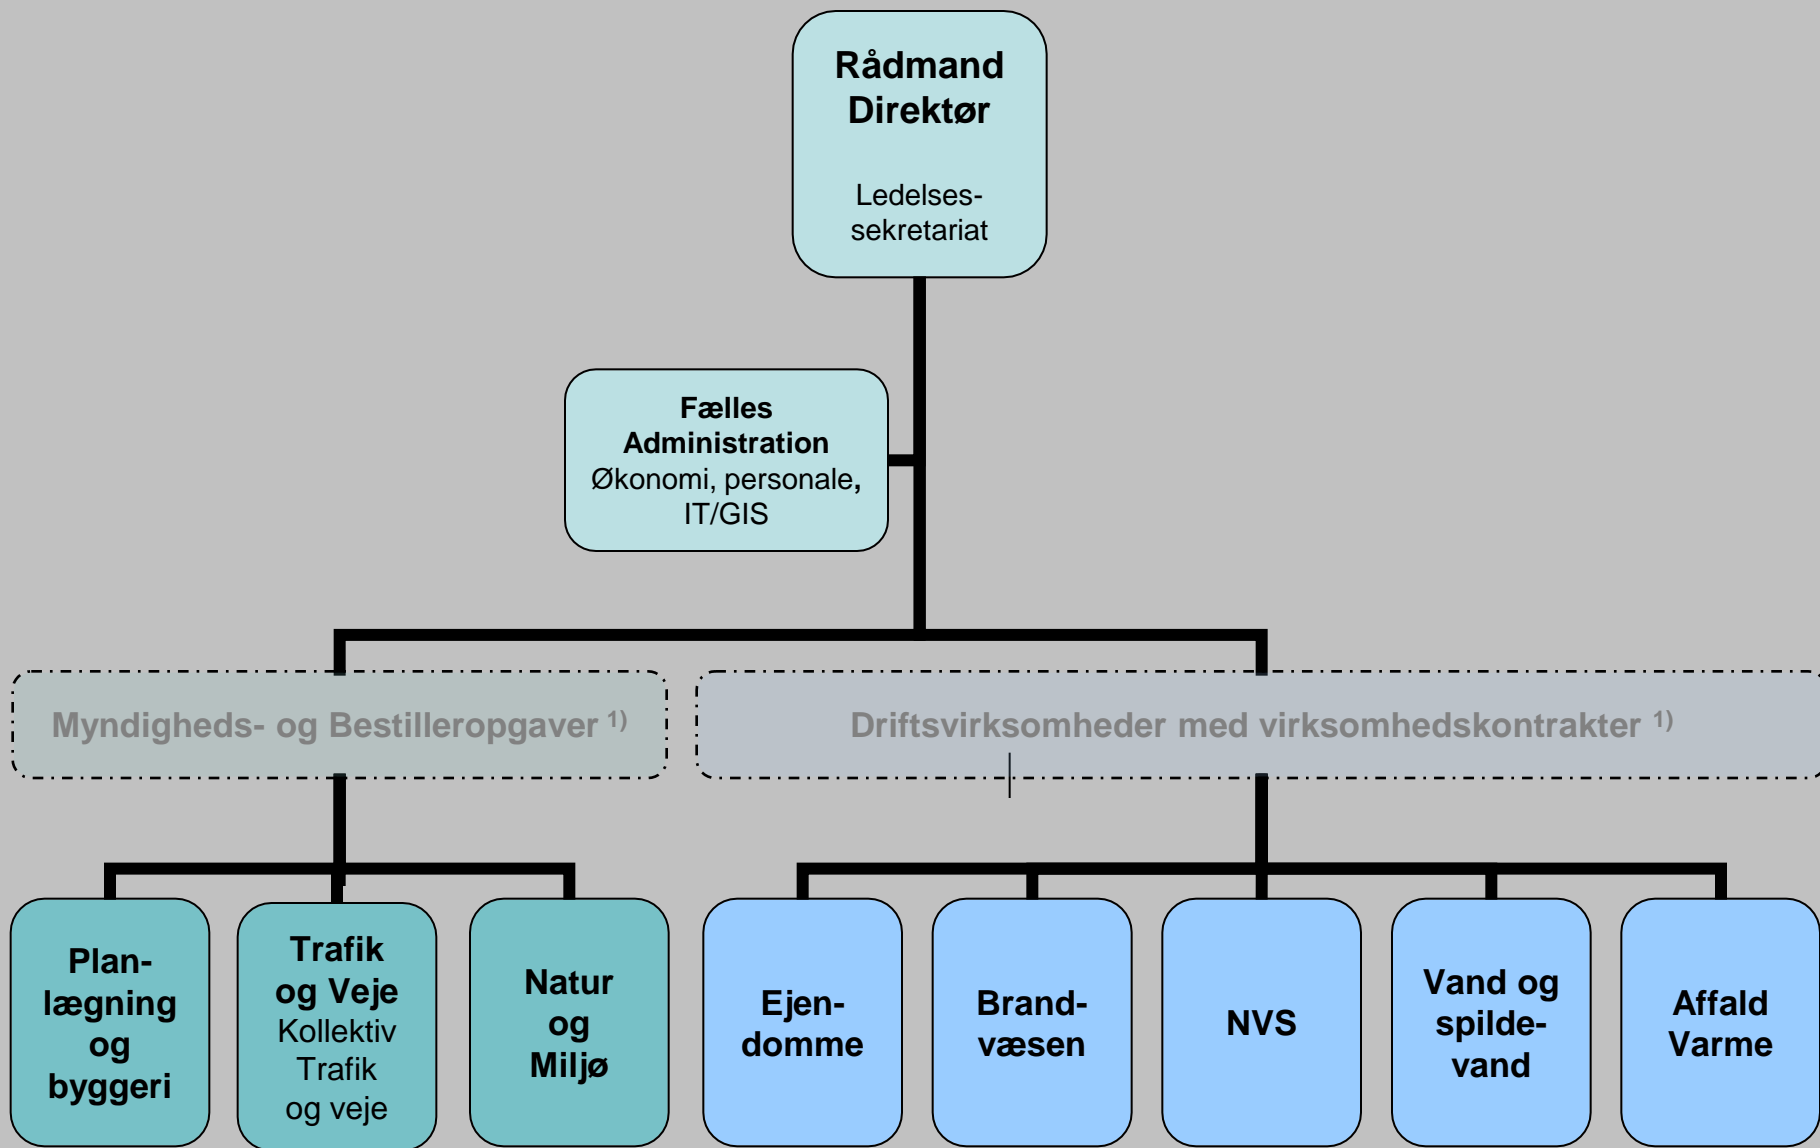 Rådmand
Direktør
Ledelses-
sekretariat
Fælles
Administration
Økonomi, personale,
IT/GIS
Myndigheds- og Bestilleropgaver 1)
Driftsvirksomheder med virksomhedskontrakter 1)
Plan-
lægning
og
byggeri
Trafik
og Veje
Kollektiv
Trafik
og veje
Natur
og
Miljø
Ejen-
domme
Brand-
væsen
NVS
Vand og
spilde-
vand
Affald
Varme